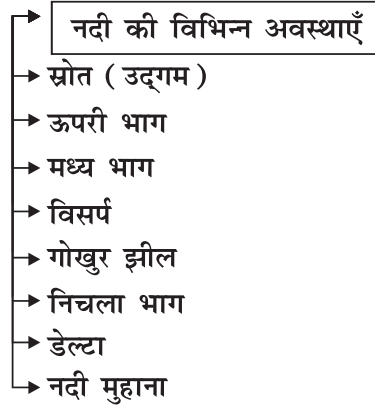 नदी की विभिन्न अवस्थाएँ
स्रोत ( उद्‌गम )
ऊपरी भाग
मध्य भाग
विसर्प
गोखुर झील
निचला भाग
डेल्टा
नदी मुहाना